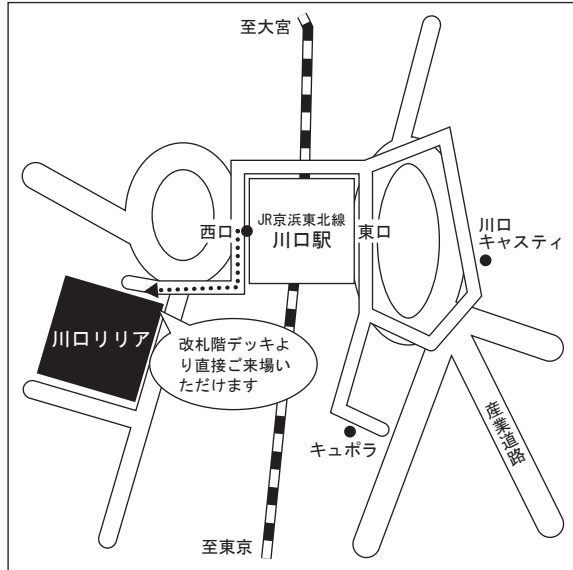 至大宮
JR京浜東北線
川口駅
西口
東口
川口
キャスティ
川口リリア
改札階デッキよ
り直接ご来場い
ただけます
キュポラ
産業道路
至東京